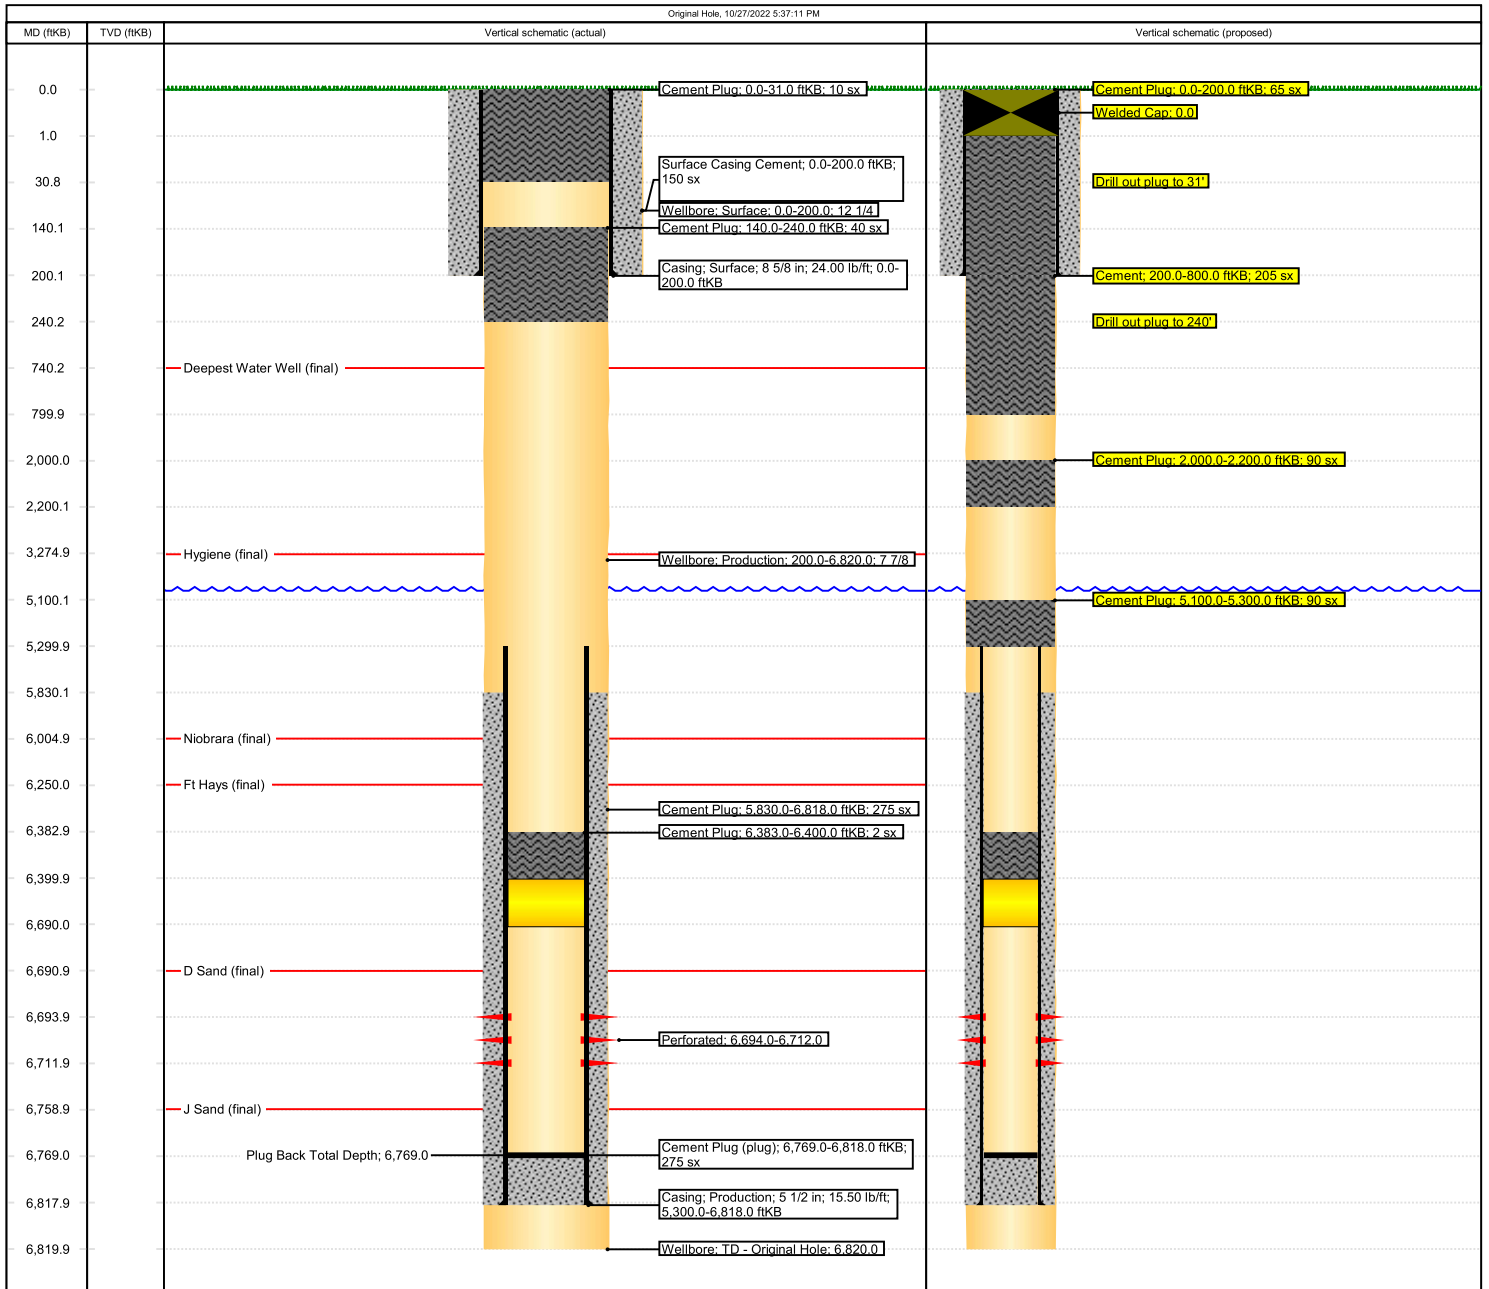 Original Hole, 10/27/2022 5:37:11 PM
MD (ftKB)
TVD (ftKB)
Vertical schematic (actual)
Vertical schematic (proposed)
0.0
1.0
30.8
140.1
200.1
240.2
740.2
799.9
2,000.0
2,200.1
3,274.9
5,100.1
5,299.9
5,830.1
6,004.9
6,250.0
6,382.9
6,399.9
6,690.0
6,690.9
6,693.9
6,711.9
6,758.9
6,769.0
6,817.9
6,819.9
Deepest Water Well (final)
Hygiene (final)
Niobrara (final)
Ft Hays (final)
D Sand (final)
J Sand (final)
Plug Back Total Depth; 6,769.0
Cement Plug; 0.0-31.0 ftKB; 10 sx
Surface Casing Cement; 0.0-200.0 ftKB;
150 sx
Wellbore; Surface; 0.0-200.0; 12 1/4
Cement Plug; 140.0-240.0 ftKB; 40 sx
Casing; Surface; 8 5/8 in; 24.00 lb/ft; 0.0-
200.0 ftKB
Wellbore; Production; 200.0-6,820.0; 7 7/8
Cement Plug; 5,830.0-6,818.0 ftKB; 275 sx
Cement Plug; 6,383.0-6,400.0 ftKB; 2 sx
Perforated; 6,694.0-6,712.0
Cement Plug (plug); 6,769.0-6,818.0 ftKB;
275 sx
Casing; Production; 5 1/2 in; 15.50 lb/ft;
5,300.0-6,818.0 ftKB
Wellbore; TD - Original Hole; 6,820.0
Cement Plug; 0.0-200.0 ftKB; 65 sx
Welded Cap; 0.0
Drill out plug to 31'
Cement; 200.0-800.0 ftKB; 205 sx
Drill out plug to 240'
Cement Plug; 2,000.0-2,200.0 ftKB; 90 sx
Cement Plug; 5,100.0-5,300.0 ftKB; 90 sx